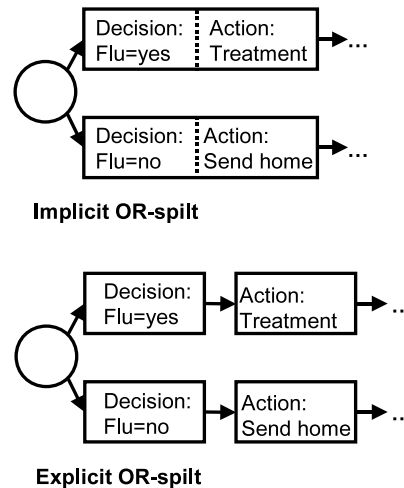 Decision: Action:
Flu=yes Treatment
...
Decision: Action:
Flu=no Send home
...
Implicit OR-spilt
Decision: Action:
Flu=yes Treatment
..
Decision: Action:
Flu=no Send home
..
Explicit OR-spilt